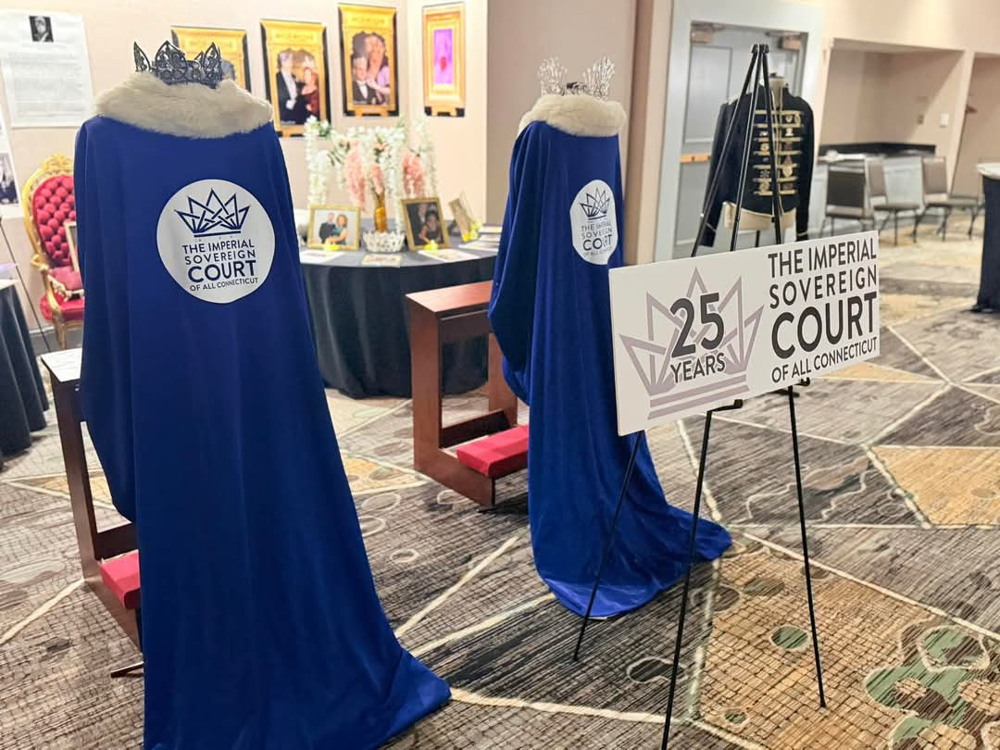 THE IMPERIAL
SOVEREIGN
COURT
OF ALL CONNECTICUT
THE IMPERIAL
SOVEREIGN
COURT
OF ALL CONNECTICUT
25
YEARS
THE IMPERIAL
SOVEREIGN
COURT
OF ALL CONNECTICUT